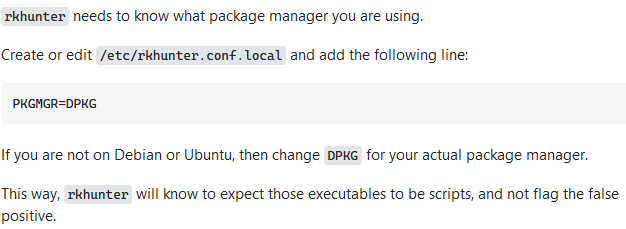 rkhunter needs to know what package manager you are using.
Create or edit /etc/rkhunter.conf.local and add the following line:
PKGMGR=DPKG
If you are not on Debian or Ubuntu, then change DPKG for your actual package manager.
This way, rkhunter will know to expect those executables to be scripts, and not flag the false
positive.